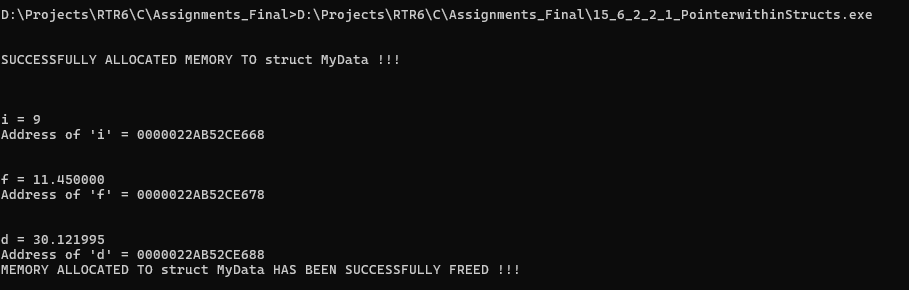 D:\Projects\RTR6\C\Assignments_Final>D:\Projects\RTR6\C\Assignments_Final\15_6_2_2_1_PointerwithinStructs.exe
SUCCESSFULLY ALLOCATED MEMORY TO struct MyData !!!
i = 9
Address of 'i' = 0000022AB52CE668
f = 11.450000
Address of 'f' = 0000022AB52CE678
d = 30.121995
Address of 'd' = 0000022AB52CE688
MEMORY ALLOCATED TO struct MyData HAS BEEN SUCCESSFULLY FREED !!!